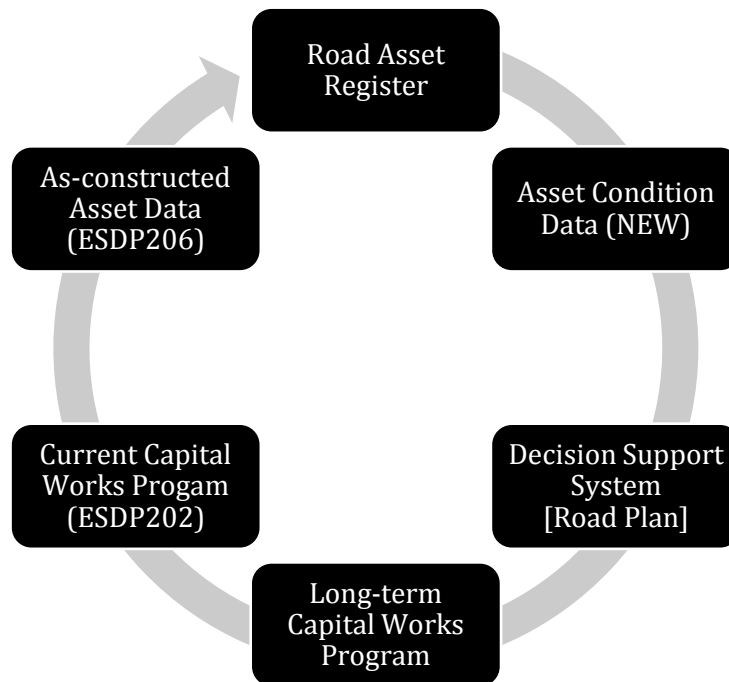 Road Asset
Register
Asset Condition
Data (NEW)
Decision Support
System
[Road Plan]
Long-term
Capital Works
Program
Current Capital
Works Progam
(ESDP202)
As-constructed
Asset Data
(ESDP206)